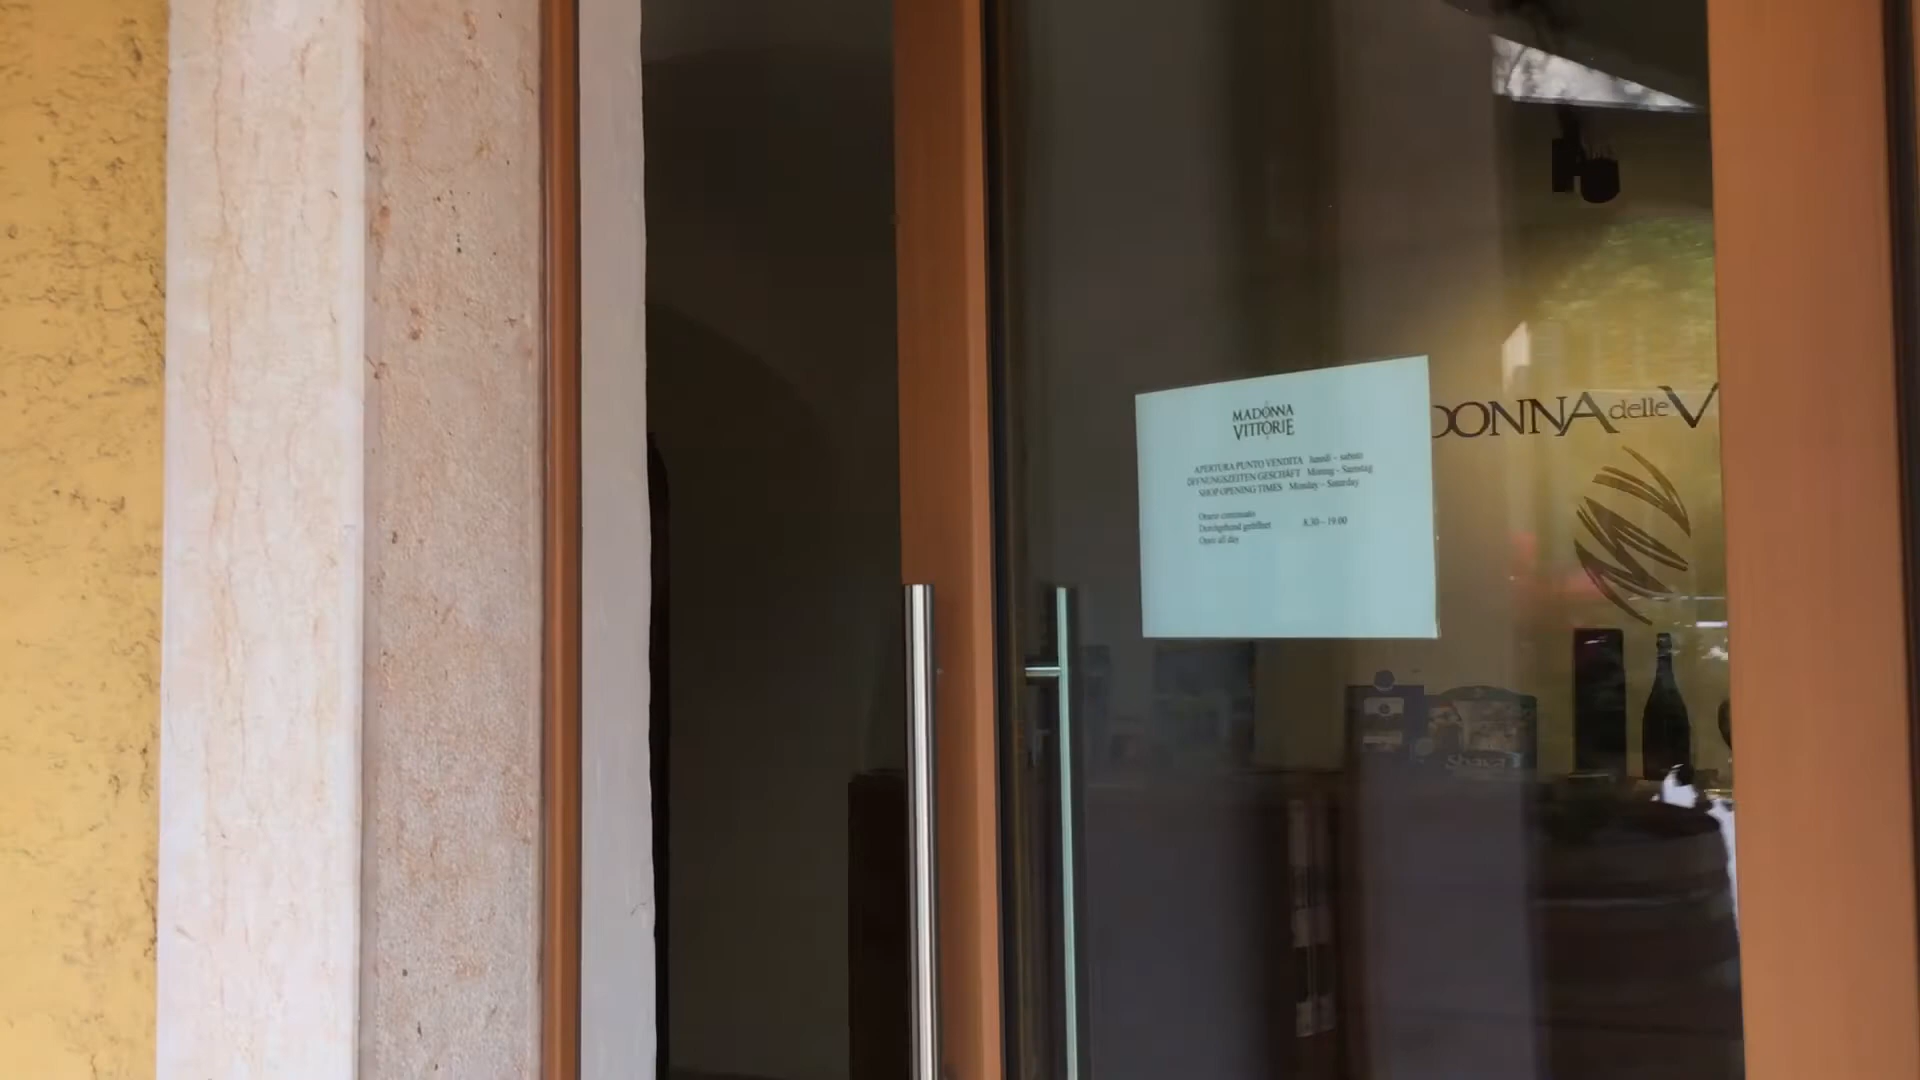 MADONNA
VITTORIE
APERTURA PUNTO VENDITA lunedì – sabato
ÖFFNUNGSZEITEN GESCHÄFT Montag - Samstag
SHOP OPENING TIMES Monday – Saturday
Orario continuato
Durchgehend geöffnet 8.30 – 19.00
Open all day
DONNA delle V